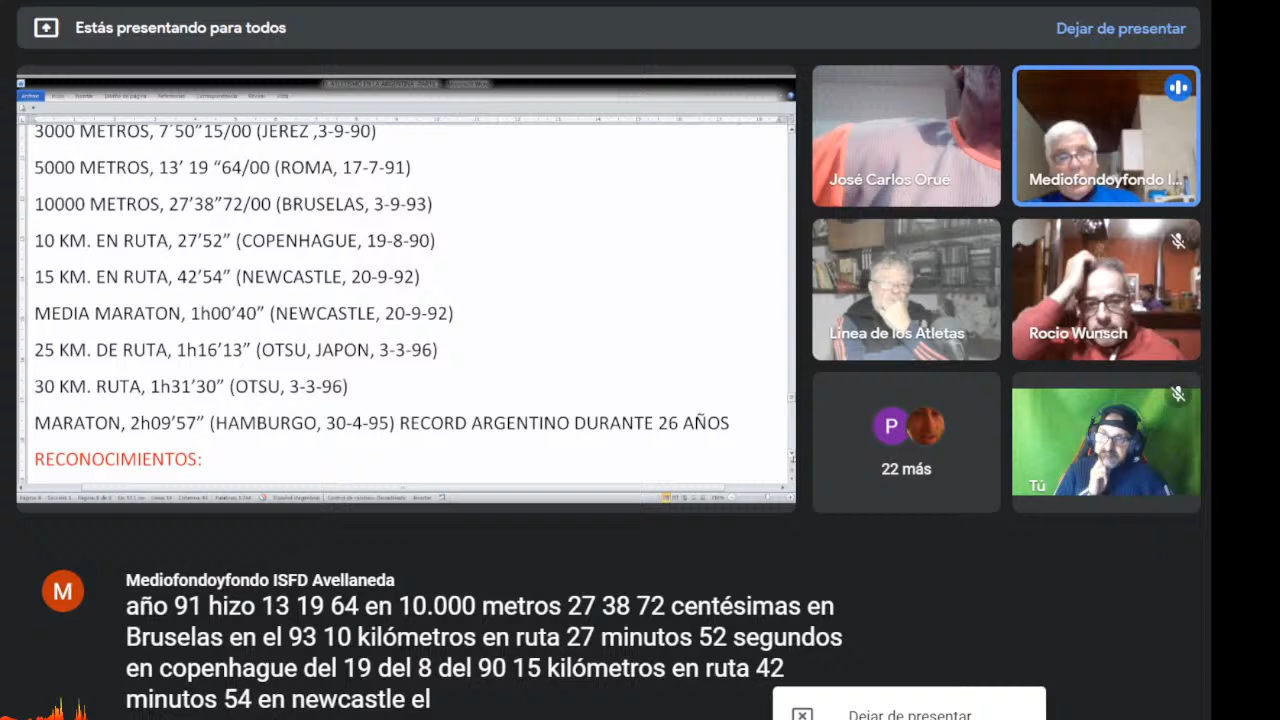 Estás presentando para todos
Dejar de presentar
3000 METROS, 7´50”15/00 (JEREZ ,3-9-90)
5000 METROS, 13’ 19 “64/00 (ROMA, 17-7-91)
10000 METROS, 27’38”72/00 (BRUSELAS, 3-9-93)
10 KM. EN RUTA, 27’52” (COPENHAGUE, 19-8-90)
15 KM. EN RUTA, 42’54” (NEWCASTLE, 20-9-92)
MEDIA MARATON, 1h00’40” (NEWCASTLE, 20-9-92)
25 KM. DE RUTA, 1h16’13” (OTSU, JAPON, 3-3-96)
30 KM. RUTA, 1h31’30” (OTSU, 3-3-96)
MARATON, 2h09’57” (HAMBURGO, 30-4-95) RECORD ARGENTINO DURANTE 26 AÑOS
RECONOCIMIENTOS:
José Carlos Orué
Mediofondoyfondo I...
Linea de los Atletas
Rocio Wunsch
P
22 más
Tú
M
Mediofondoyfondo ISFD Avellaneda
año 91 hizo 13 19 64 en 10.000 metros 27 38 72 centésimas en
Bruselas en el 93 10 kilómetros en ruta 27 minutos 52 segundos
en copenhague del 19 del 8 del 90 15 kilómetros en ruta 42
minutos 54 en newcastle el
Dejar de presentar